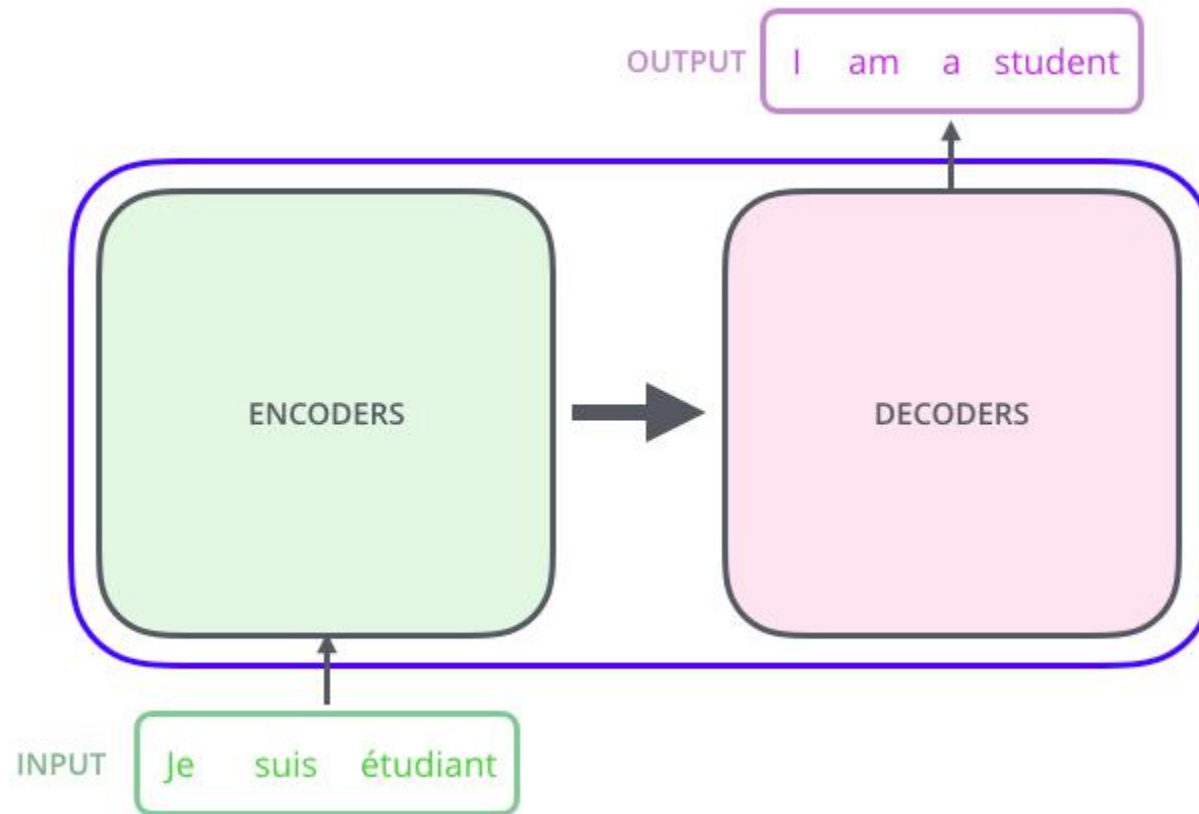 OUTPUT I am a student
ENCODERS DECODERS
INPUT Je suis étudiant